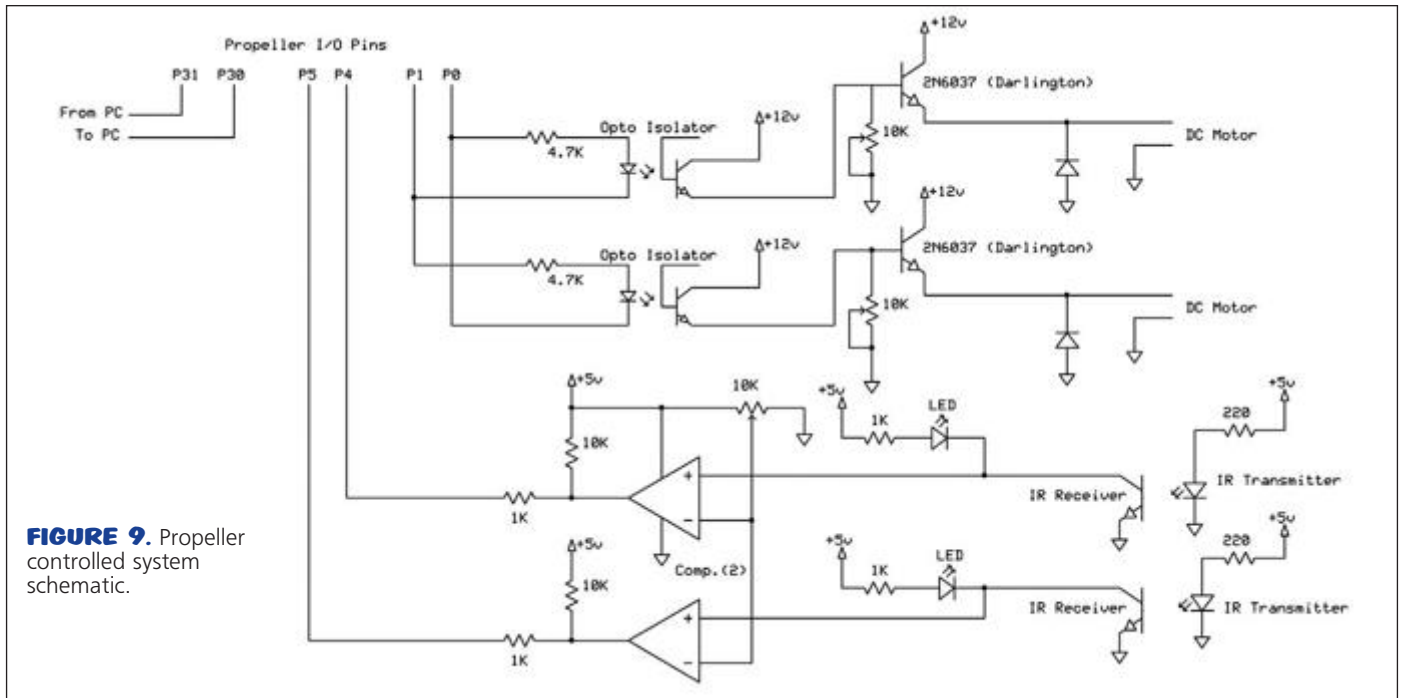 Propeller I/O Pins
P31 P30 P5 P4 P1 P0
From PC
To PC
+12v
2N6037 (Darlington)
Opto Isolator
+12v
4.7K
10K
DC Motor
+12v
2N6037 (Darlington)
Opto Isolator
+12v
4.7K
10K
DC Motor
+5v
10K
10K
+
-
1K
Comp.(2)
+5v
1K
LED
IR Receiver
+5v
220
IR Transmitter
+5v
10K
+
-
1K
+5v
1K
LED
IR Receiver
+5v
220
IR Transmitter
FIGURE 9. Propeller
controlled system
schematic.